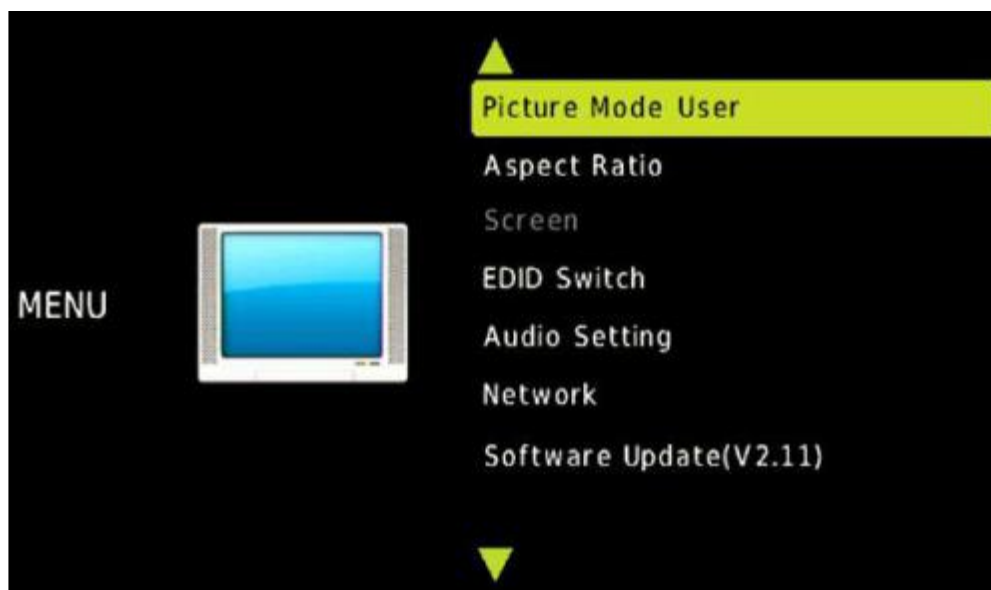 Picture Mode User
Aspect Ratio
Screen
EDID Switch
MENU
Audio Setting
Network
Software Update(V2.11)